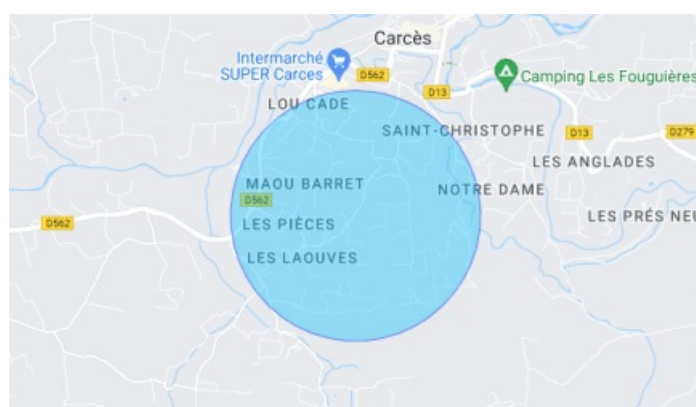 Carcès
Intermarché
SUPER Carces
D562
Camping Les Fouguières
D13
LOU CADE
SAINT-CHRISTOPHE
D13
D279
LES ANGLADES
MAOU BARRET
NOTRE DAME
D562
LES PRÉS NEU
D562
LES PIÈCES
LES LAOUVES